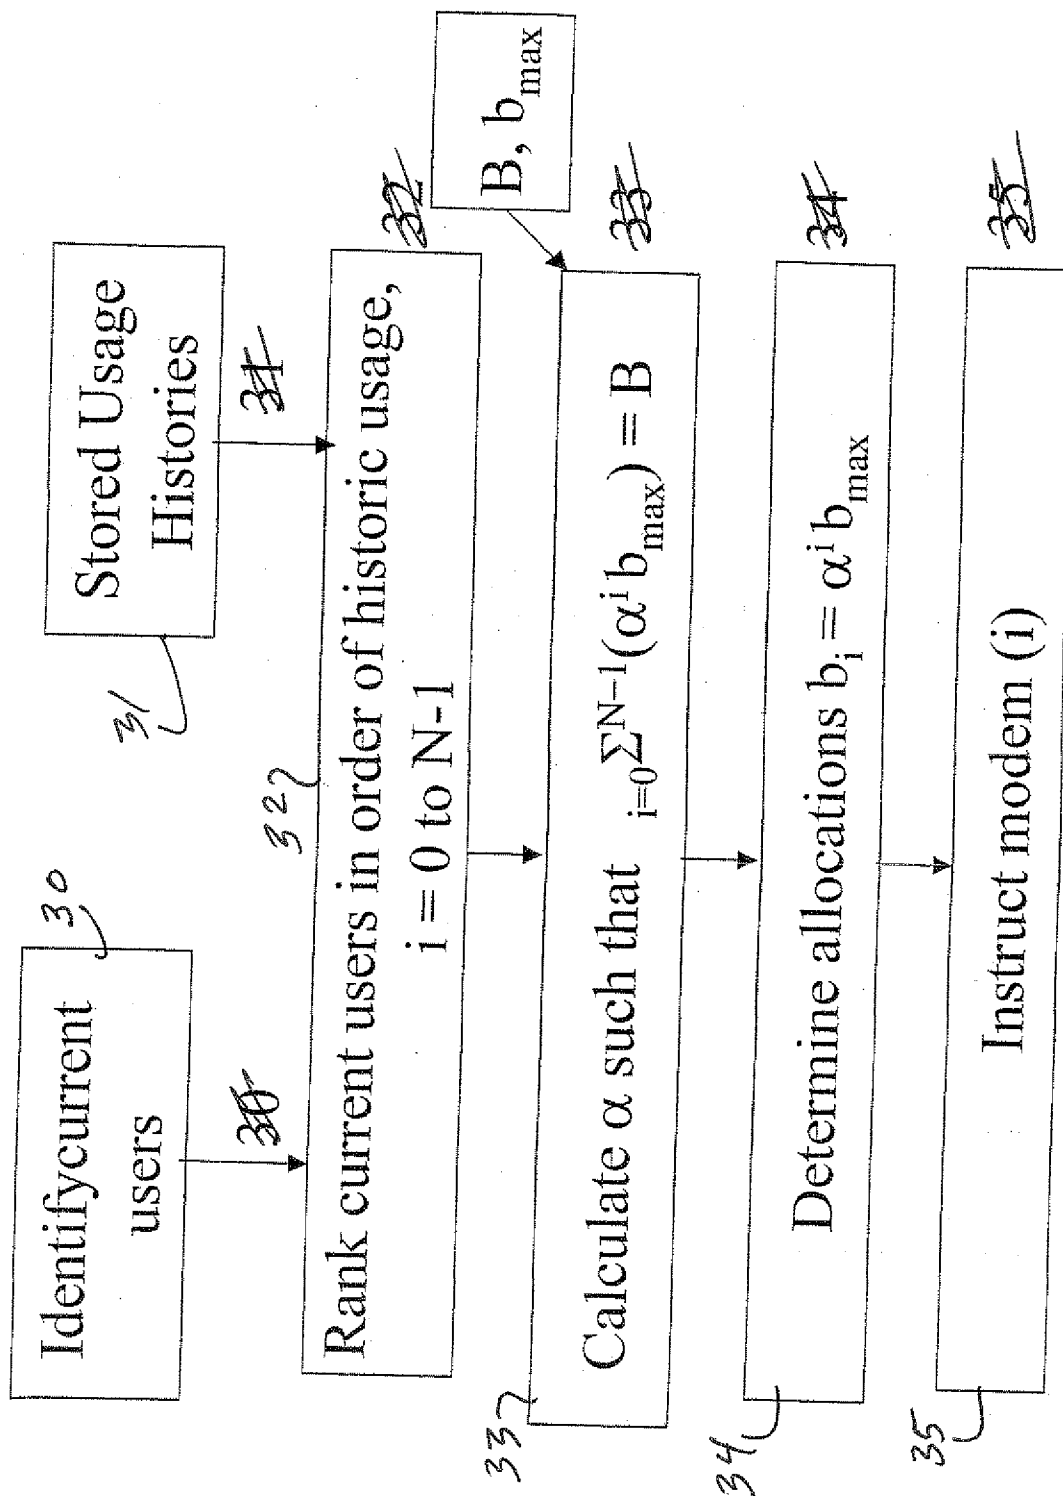 Identifycurrent
users
30
30
Stored Usage
Histories
31
31
32
Rank current users in order of historic usage,
i = 0 to N-1
32
B, b_max
33
Calculate α such that i=0Σ^N−1(α^i b_max) = B
33
34
Determine allocations b_i = α^i b_max
34
35
Instruct modem (i)
35